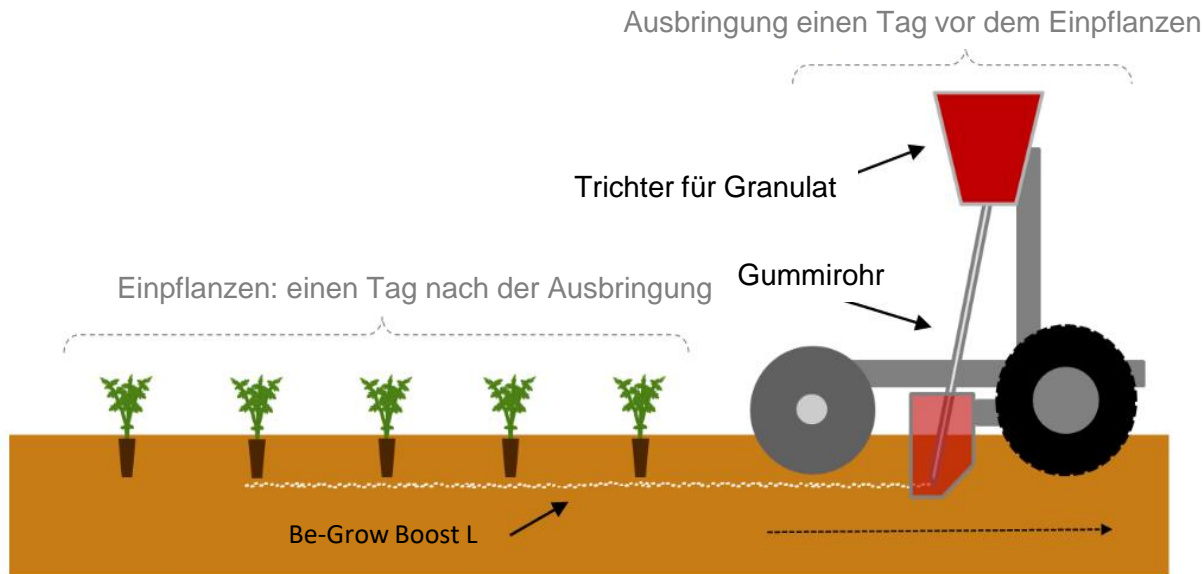 Ausbringung einen Tag vor dem Einpflanzen
Trichter für Granulat
Gummirohr
Einpflanzen: einen Tag nach der Ausbringung
Be-Grow Boost L